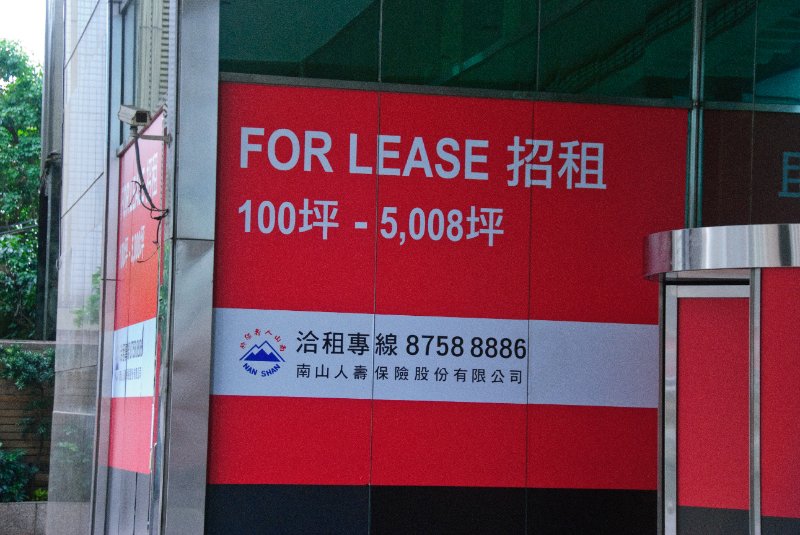 FOR LEASE 招租
100坪 - 5,008坪
洽租專線 8758 8886
南山人壽保險股份有限公司
NAN SHAN